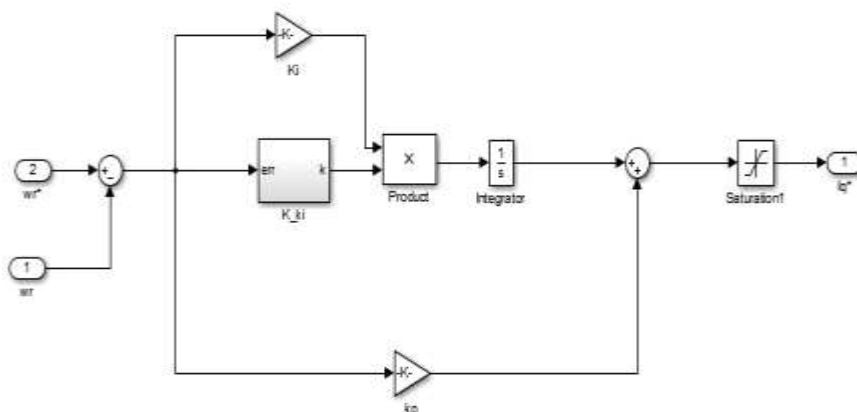 -K-
Ki
2
wr*
+
-
err
k
K_ki
X
Product
1
s
Integrator
+
+
Saturation1
1
Iq*
1
wr
-K-
kp